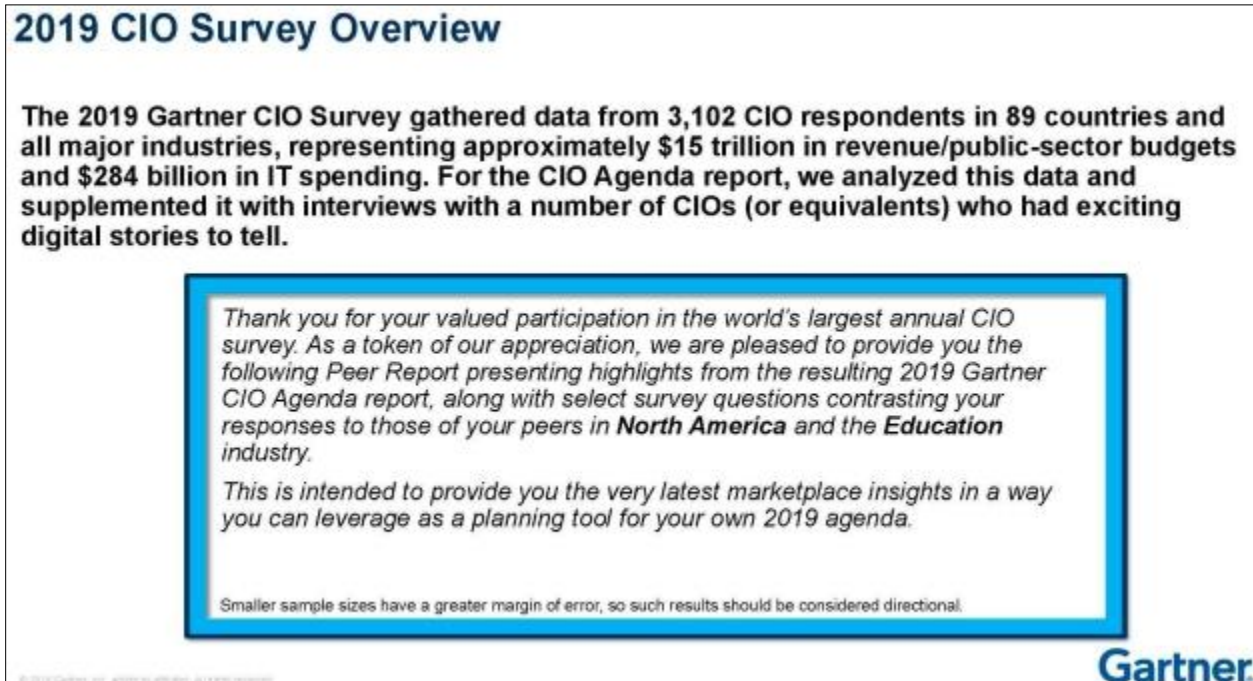 2019 CIO Survey Overview
The 2019 Gartner CIO Survey gathered data from 3,102 CIO respondents in 89 countries and
all major industries, representing approximately $15 trillion in revenue/public-sector budgets
and $284 billion in IT spending. For the CIO Agenda report, we analyzed this data and
supplemented it with interviews with a number of CIOs (or equivalents) who had exciting
digital stories to tell.
Thank you for your valued participation in the world's largest annual CIO
survey. As a token of our appreciation, we are pleased to provide you the
following Peer Report presenting highlights from the resulting 2019 Gartner
CIO Agenda report, along with select survey questions contrasting your
responses to those of your peers in North America and the Education
industry.
This is intended to provide you the very latest marketplace insights in a way
you can leverage as a planning tool for your own 2019 agenda.
Smaller sample sizes have a greater margin of error, so such results should be considered directional.
Gartner